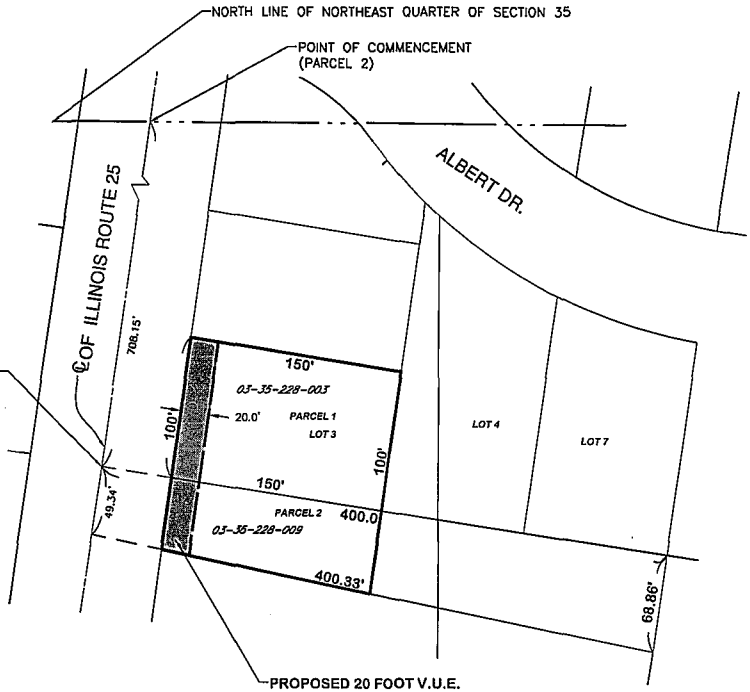 NORTH LINE OF NORTHEAST QUARTER OF SECTION 35
POINT OF COMMENCEMENT
(PARCEL 2)
ALBERT DR.
℄ OF ILLINOIS ROUTE 25
708.15'
150'
03-35-228-003
PARCEL 1
LOT 3
20.0'
100'
100'
LOT 4
LOT 7
150'
PARCEL 2
400.0
03-35-228-009
49.34'
400.33'
68.86'
PROPOSED 20 FOOT V.U.E.